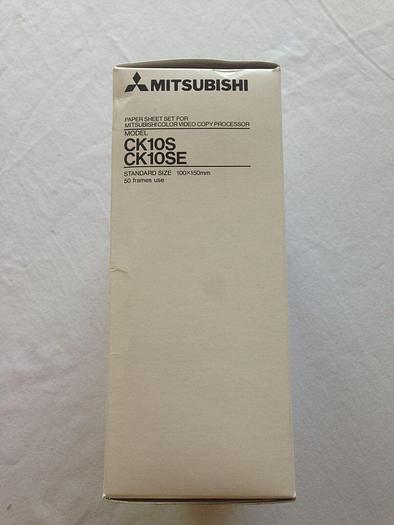 MITSUBISHI
PAPER SHEET SET FOR
MITSUBISHI COLOR VIDEO COPY PROCESSOR
MODEL
CK10S
CK10SE
STANDARD SIZE 100×150mm
50 frames use